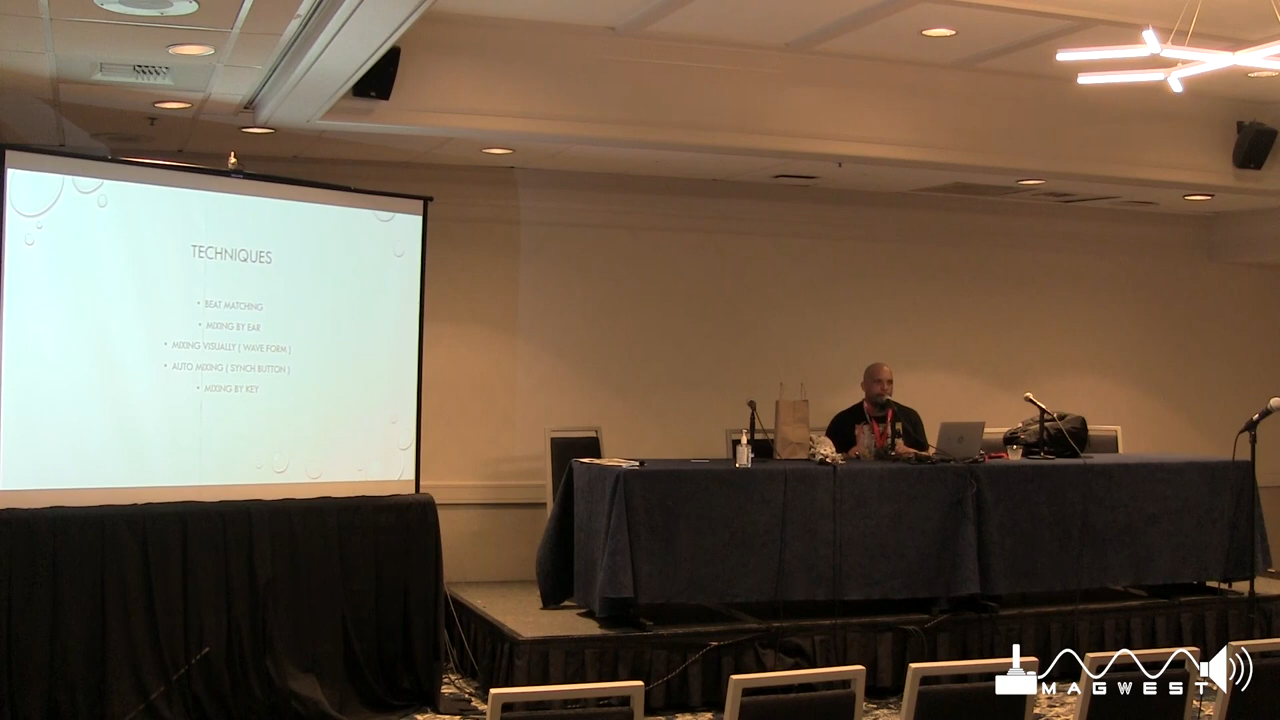 TECHNIQUES
• BEAT MATCHING
• MIXING BY EAR
• MIXING VISUALLY ( WAVE FORM )
• AUTO MIXING ( SYNCH BUTTON )
• MIXING BY KEY
MAGWEST